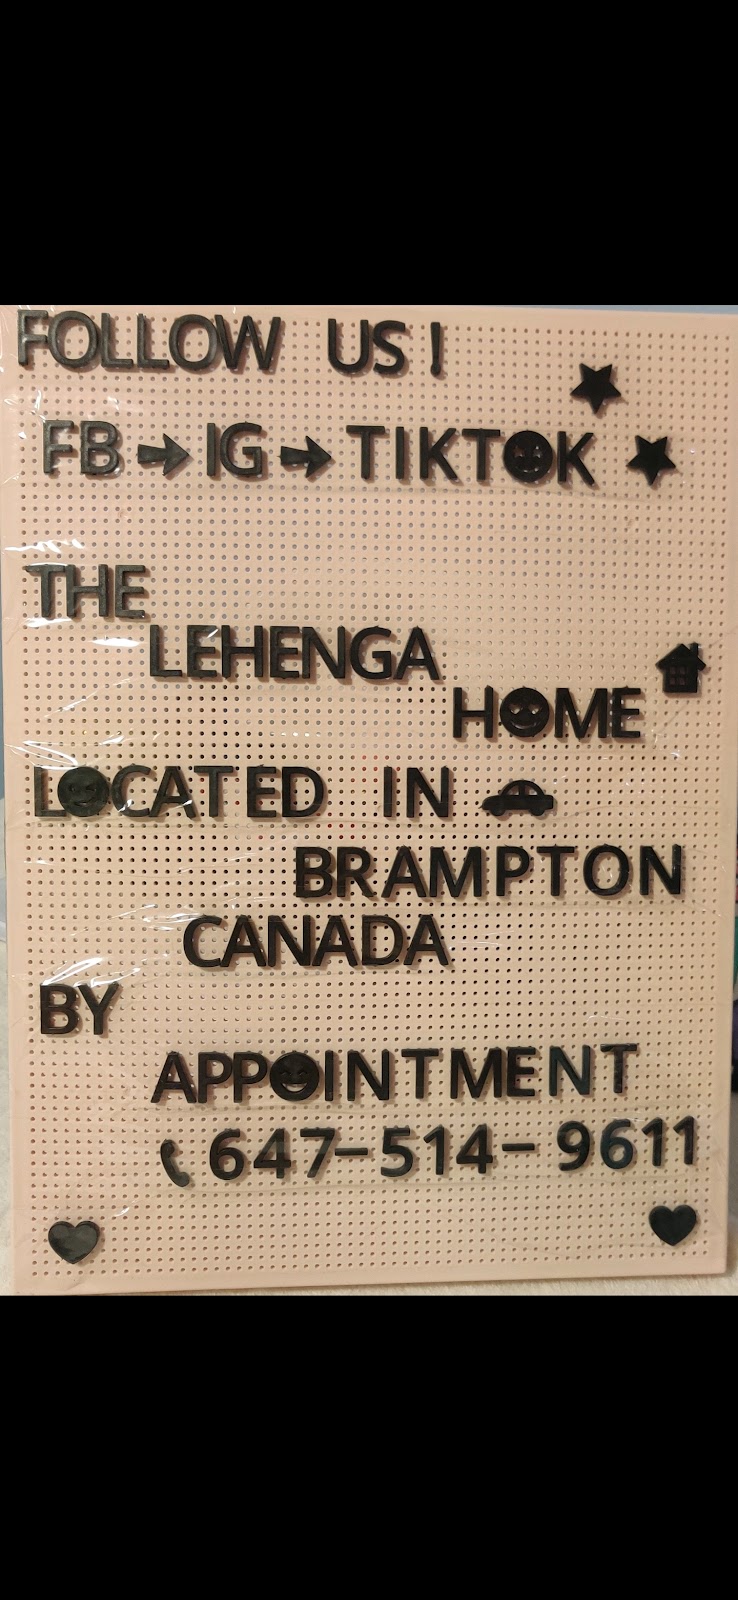 FOLLOW US!
FB→IG→TIKTOK
THE
LEHENGA
HOME
LOCATED IN
BRAMPTON
CANADA
BY
APPOINTMENT
647-514-9611